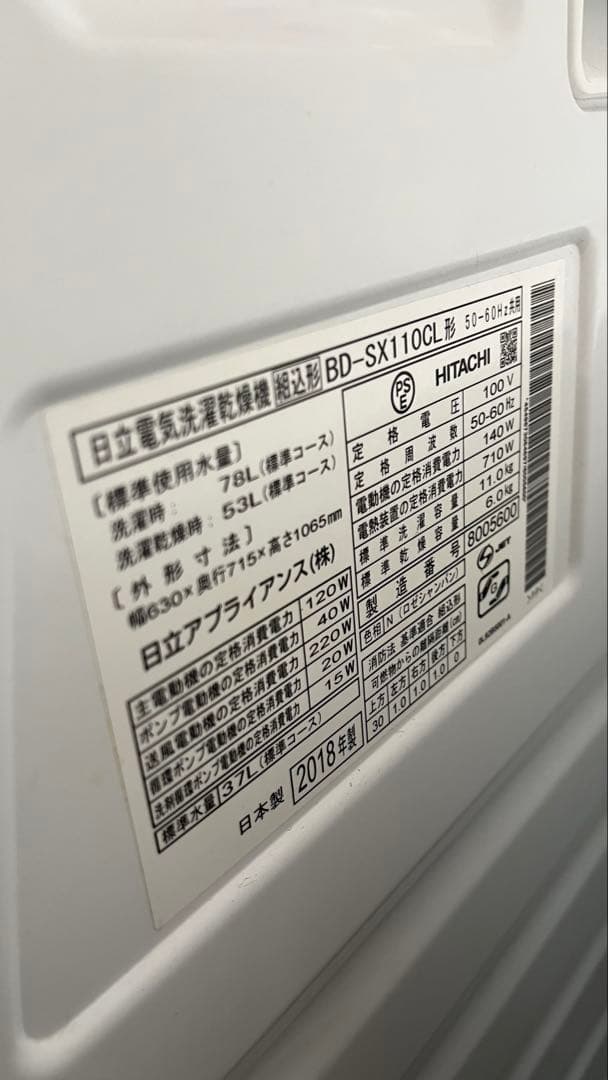 日立電気洗濯乾燥機 組込形 BD-SX110CL形 50-60Hz共用
[標準使用水量]
洗濯時: 78L(標準コース)
洗濯乾燥時: 53L(標準コース)
[外形寸法]
幅630×奥行715×高さ1065mm
日立アプライアンス(株)
主電動機の定格消費電力 120W
ポンプ電動機の定格消費電力 40W
送風電動機の定格消費電力 220W
循環ポンプ電動機の定格消費電力 20W
洗剤循環ポンプ電動機の定格消費電力 15W
標準水量 37L(標準コース)
日本製 2018年製
PSE HITACHI
定格電圧 100V
定格周波数 50-60Hz
電動機の定格消費電力 140W
電熱装置の定格消費電力 710W
標準洗濯容量 11.0kg
標準乾燥容量 6.0kg
製造番号 8005600
色相 N (ロゼシャンパン)
消防法 基準適合 組込形
可燃物からの離隔距離(cm)
上方 左方 右方 後方 下方
30 1.0 1.0 1.0 0
JET